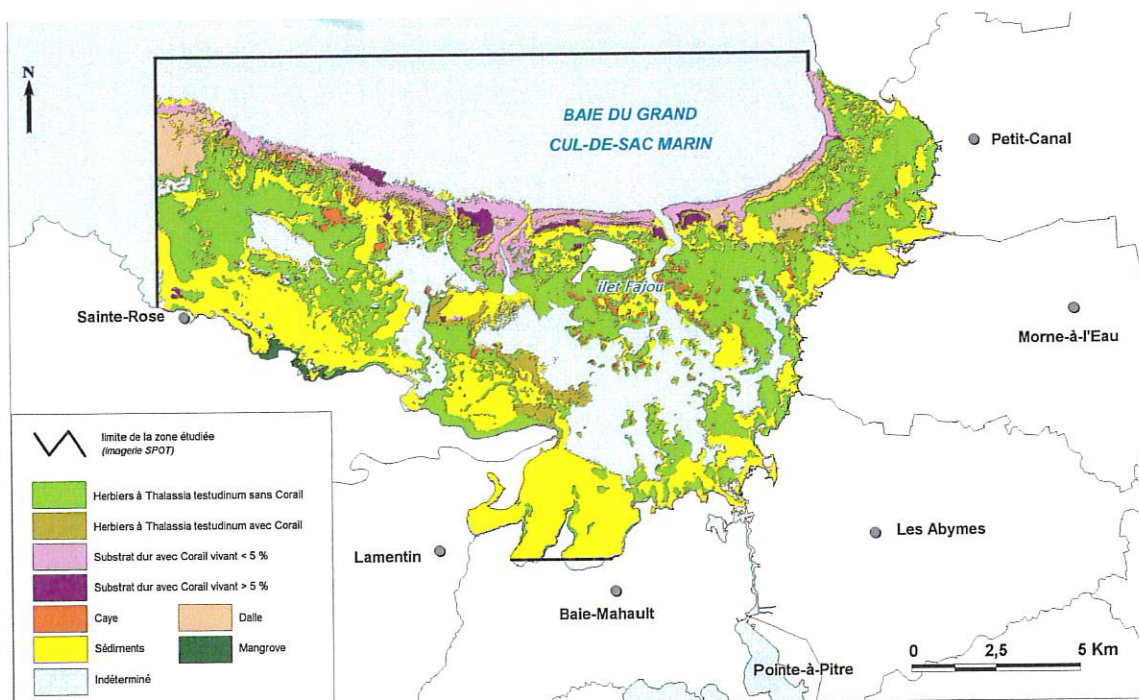 N
BAIE DU GRAND
CUL-DE-SAC MARIN
Petit-Canal
îlet Fajou
Sainte-Rose
Morne-à-l'Eau
limite de la zone étudiée
(imagerie SPOT)
Herbiers à Thalassia testudinum sans Corail
Herbiers à Thalassia testudinum avec Corail
Substrat dur avec Corail vivant < 5 %
Substrat dur avec Corail vivant > 5 %
Caye
Dalle
Sédiments
Mangrove
Indéterminé
Les Abymes
Lamentin
Baie-Mahault
Pointe-à-Pitre
0 2,5 5 Km